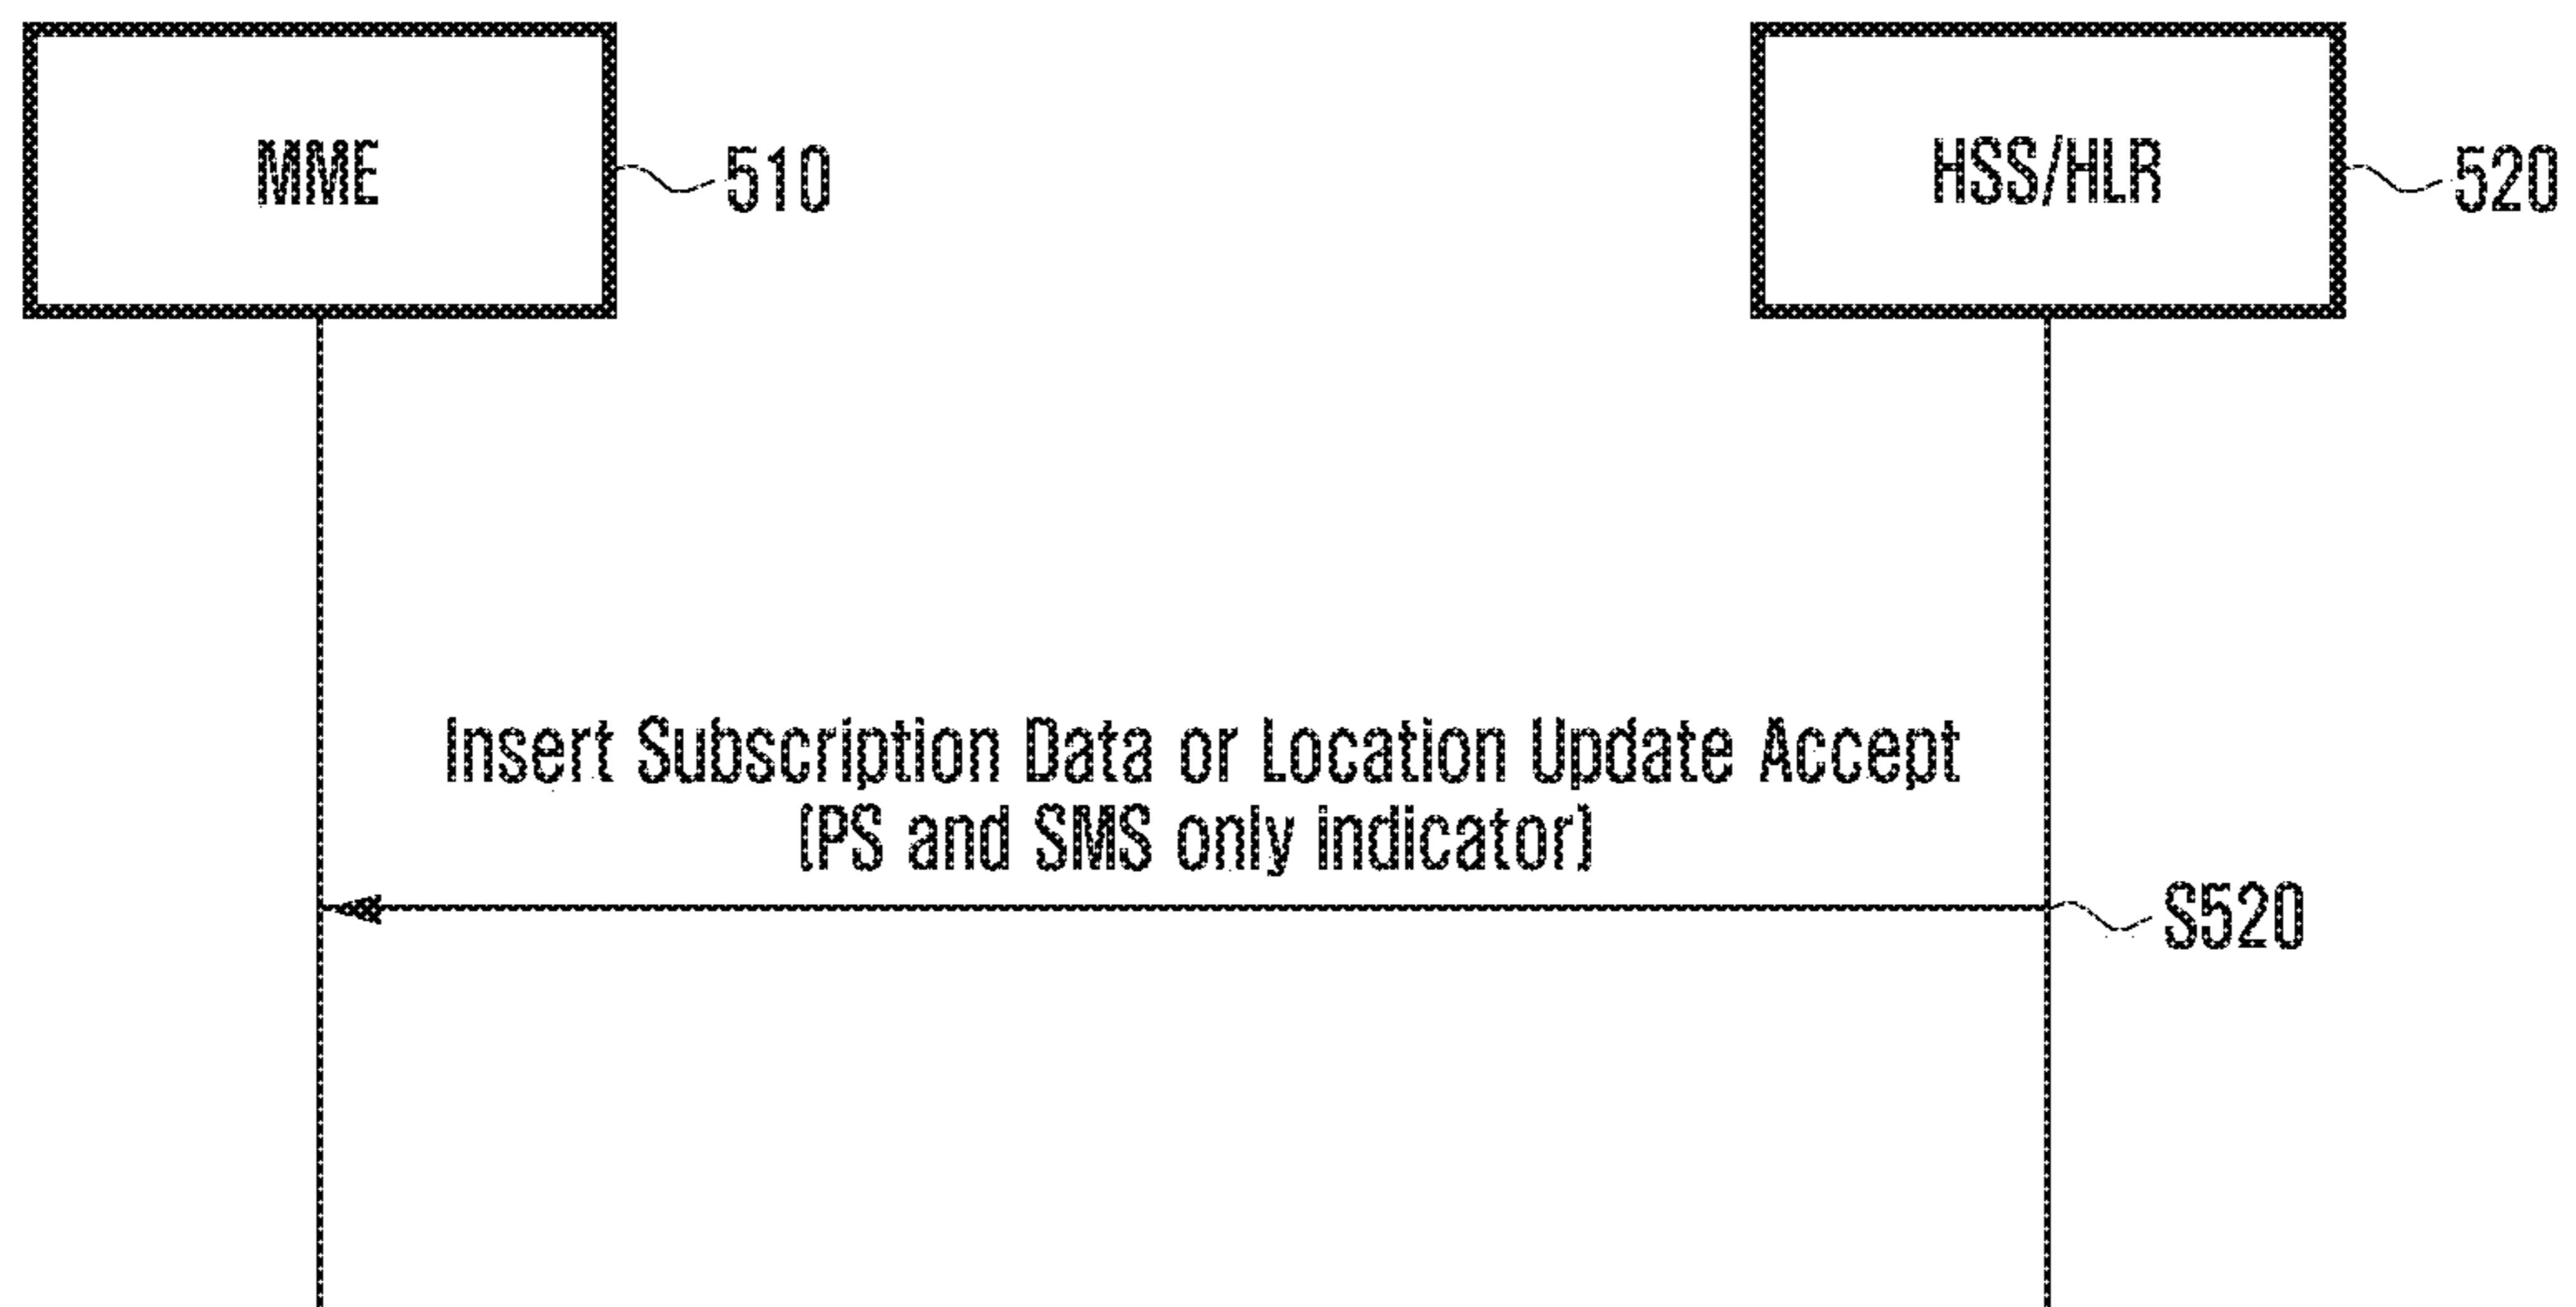 MME
510
HSS/HLR
520
Insert Subscription Data or Location Update Accept
(PS and SMS only indicator)
S520